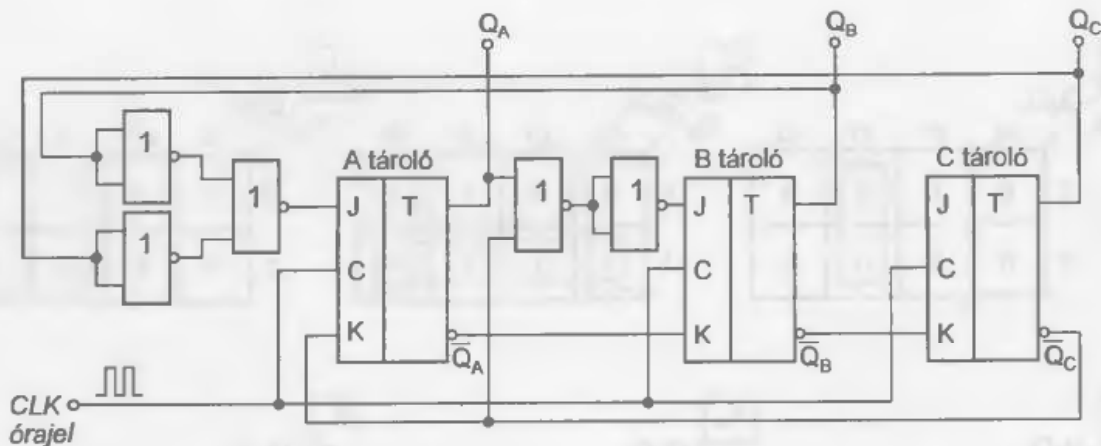 Q_A Q_B Q_C
1
1
1
A tároló
J T
C
K
Q̅_A
1
1
B tároló
J T
C
K
Q̅_B
C tároló
J T
C
K
Q̅_C
CLK
órajel